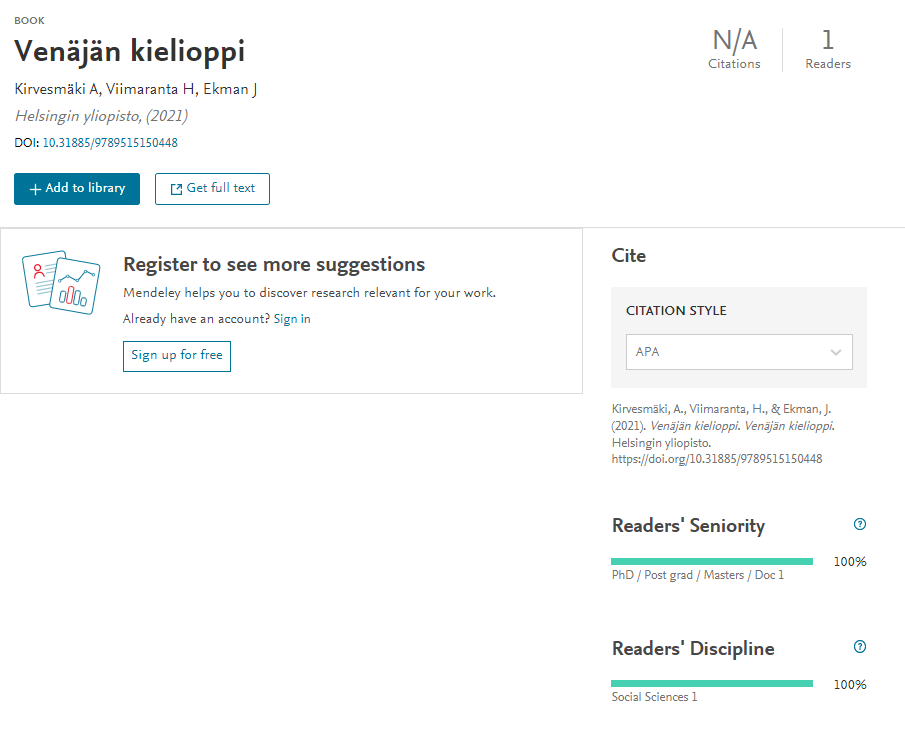 BOOK
Venäjän kielioppi
Kirvesmäki A, Viimaranta H, Ekman J
Helsingin yliopisto, (2021)
DOI: 10.31885/9789515150448
N/A
Citations
1
Readers
+ Add to library
Get full text
Register to see more suggestions
Mendeley helps you to discover research relevant for your work.
Already have an account? Sign in
Sign up for free
Cite
CITATION STYLE
APA
Kirvesmäki, A., Viimaranta, H., & Ekman, J.
(2021). Venäjän kielioppi. Venäjän kielioppi.
Helsingin yliopisto.
https://doi.org/10.31885/9789515150448
Readers' Seniority
?
100%
PhD / Post grad / Masters / Doc 1
Readers' Discipline
?
100%
Social Sciences 1